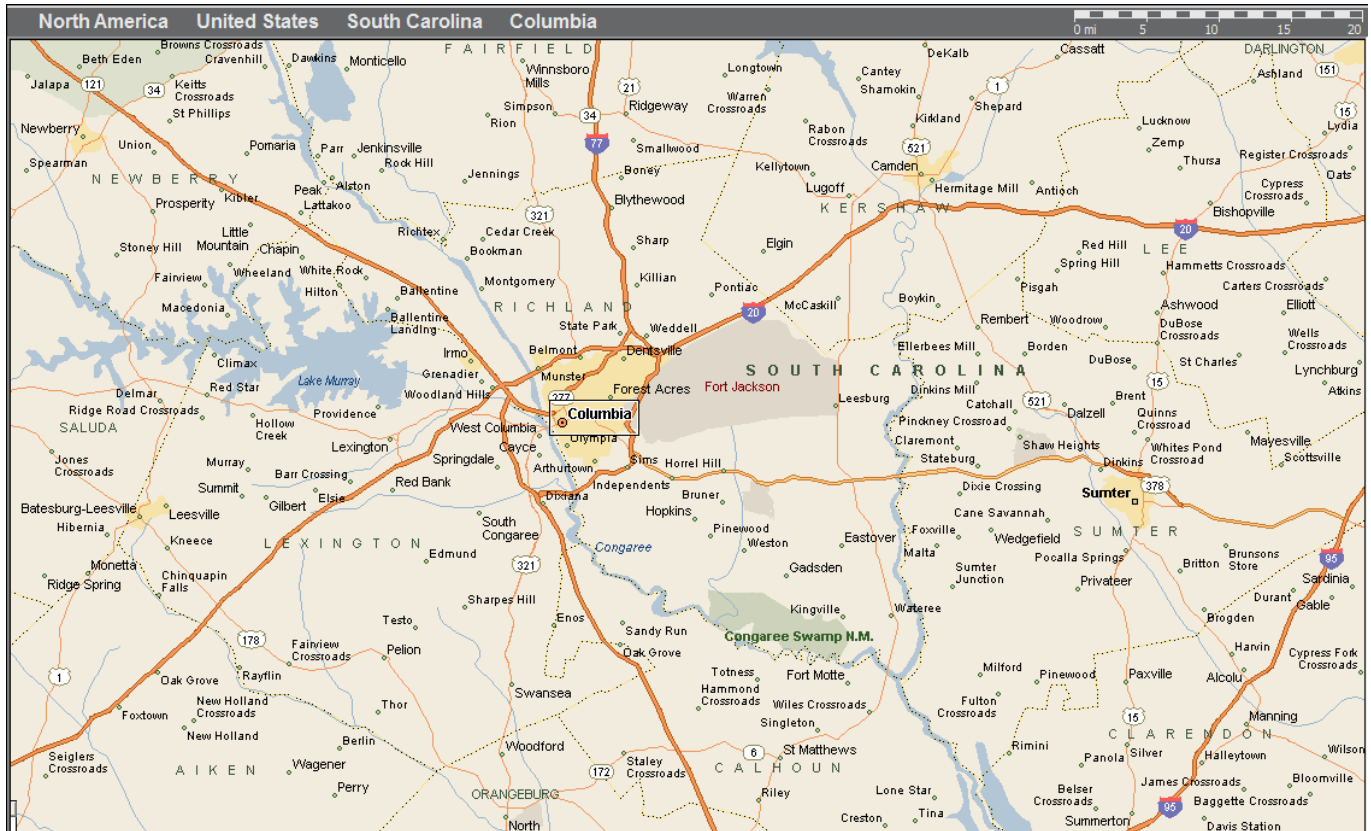 North America United States South Carolina Columbia
0 mi 5 10 15 20
Browns Crossroads
Beth Eden
Cravenhill
Dawkins
Monticello
FAIRFIELD
Winnsboro
Mills
Longtown
DeKalb
Cassatt
DARLINGTON
Jalapa
121
34
Keitts
Crossroads
St Phillips
Simpson
Rion
34
21
Ridgeway
Warren
Crossroads
Cantey
Shamokin
1
Shepard
Ashland
151
15
Lydia
Newberry
Union
Pomaria
Parr
Jenkinsville
Rock Hill
77
Smallwood
Rabon
Crossroads
Kirkland
521
Lucknow
Zemp
Thursa
Register Crossroads
Oats
Spearman
NEWBERRY
Peak
Alston
Jennings
Boney
Kellytown
Lugoff
Camden
Hermitage Mill
Antioch
Cypress
Crossroads
Prosperity
Kibler
Lattakoo
321
Blythewood
KERSHAW
Bishopville
20
Stoney Hill
Little
Mountain
Chapin
Richtex
Cedar Creek
Bookman
Sharp
Elgin
Red Hill
LEE
Fairview
Wheeland
White Rock
Hilton
Ballentine
Montgomery
Killian
Pontiac
Spring Hill
Pisgah
Hammetts Crossroads
Carters Crossroads
Macedonia
Ballentine
Landing
RICHLAND
State Park
Weddell
20
McCaskill
Boykin
Rembert
Woodrow
Ashwood
Elliott
DuBose
Crossroads
Wells
Crossroads
Climax
Lake Murray
Irmo
Belmont
Dentsville
Ellerbees Mill
Borden
DuBose
St Charles
Red Star
Grenadier
Munster
SOUTH CAROLINA
Lynchburg
Delmar
Woodland Hills
277
Forest Acres
Fort Jackson
Dinkins Mill
15
Atkins
Ridge Road Crossroads
Providence
Columbia
Leesburg
Catchall
521
Brent
Dalzell
Quinns
Crossroads
SALUDA
Hollow
Creek
Lexington
West Columbia
Cayce
Olympia
Pinckney Crossroad
Claremont
Stateburg
Shaw Heights
Whites Pond
Crossroad
Mayesville
Scottsville
Jones
Crossroads
Murray
Barr Crossing
Springdale
Arthurtown
Sims
Horrel Hill
Dinkins
Summit
Elsie
Red Bank
Independents
Dixiana
Bruner
Dixie Crossing
Sumter
378
Batesburg-Leesville
Leesville
Gilbert
Hopkins
Cane Savannah
Hibernia
Kneece
LEXINGTON
South
Congaree
Congaree
Pinewood
Weston
Eastover
Foxville
Malta
Wedgefield
SUMTER
Monetta
Edmund
321
Pocalla Springs
Brunsons
Store
95
Ridge Spring
Chinquapin
Falls
Gadsden
Sumter
Junction
Privateer
Britton
Sardinia
Sharpes Hill
Kingville
Wateree
Durant
Gable
Testo
Enos
Sandy Run
Congaree Swamp N.M.
Brogden
178
Fairview
Crossroads
Pelion
Oak Grove
Harvin
Cypress Fork
Crossroads
1
Oak Grove
Rayflin
Totness
Fort Motte
Milford
Pinewood
Paxville
Alcolu
Swansea
Hammond
Crossroads
Wiles Crossroads
Fulton
Crossroads
Foxtown
New Holland
Crossroads
Thor
Singleton
15
Manning
New Holland
Berlin
Woodford
6
St Matthews
Rimini
CLARENDON
Silver
Wilson
Seiglers
Crossroads
AIKEN
Wagener
172
Staley
Crossroads
CALHOUN
Panola
Halleytown
Perry
ORANGEBURG
Riley
Lone Star
Belser
Crossroads
James Crossroads
Bloomville
95
Baggette Crossroads
North
Creston
Tina
Summerton
Davis Station